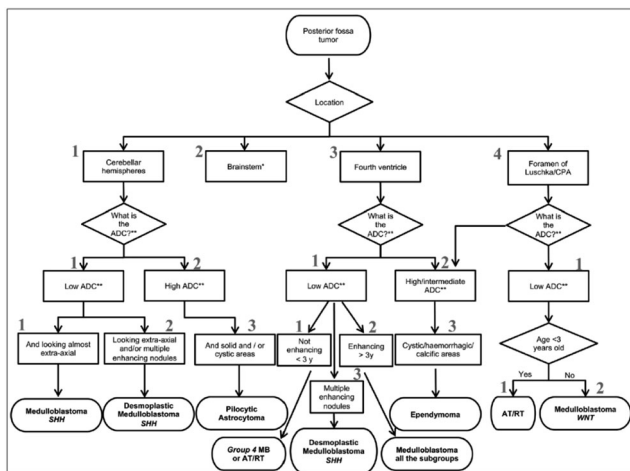 Posterior fossa
tumor
Location
1
2
3
4
Cerebellar
hemispheres
Brainstem*
Fourth ventricle
Foramen of
Luschka/CPA
What is
the
ADC?**
What is
the
ADC?**
What is
the
ADC?**
1
2
1
2
1
Low ADC**
High ADC**
Low ADC**
High/intermediate
ADC**
Low ADC**
1
2
3
1
2
3
And looking almost
extra-axial
Looking extra-axial
and/or multiple
enhancing nodules
And solid and / or
cystic areas
Not
enhancing
< 3 y
Enhancing
> 3y
Cystic/haemorrhagic/
calcific areas
Age <3
years old
3
Multiple
enhancing
nodules
Yes
No
1
2
Medulloblastoma
SHH
Desmoplastic
Medulloblastoma
SHH
Pilocytic
Astrocytoma
Group 4 MB
or AT/RT
Desmoplastic
Medulloblastoma
SHH
Medulloblastoma
all the subgroups
Ependymoma
AT/RT
Medulloblastoma
WNT